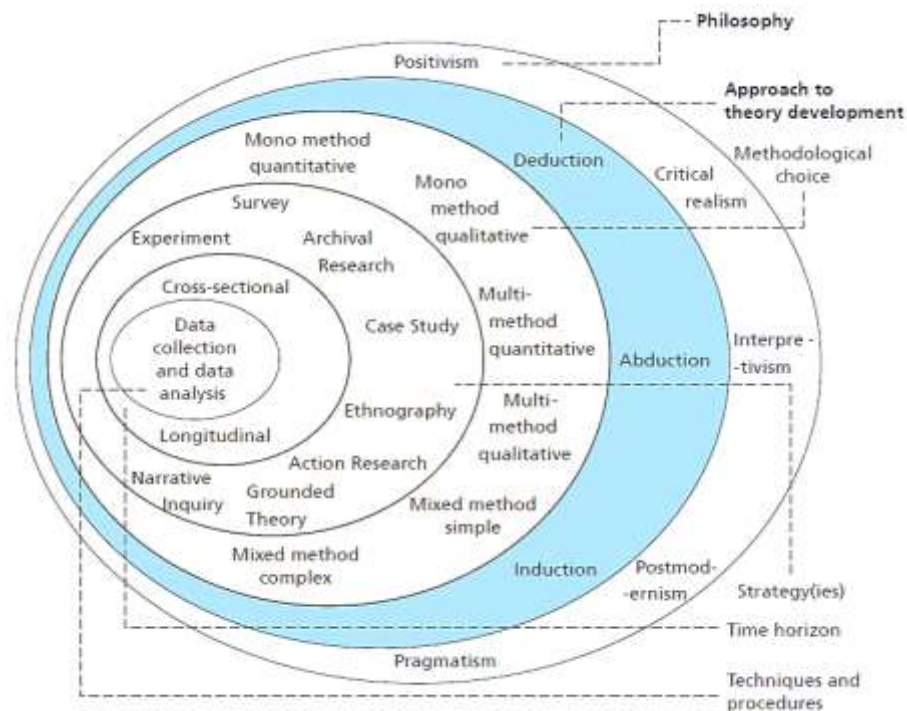 Philosophy
Positivism
Approach to
theory development
Mono method
quantitative
Deduction
Methodological
choice
Critical
realism
Mono
method
qualitative
Survey
Experiment
Archival
Research
Cross-sectional
Multi-
method
quantitative
Case Study
Data
collection
and data
analysis
Abduction
Interpre-
-tivism
Ethnography
Multi-
method
qualitative
Longitudinal
Action Research
Narrative
Inquiry
Grounded
Theory
Mixed method
simple
Mixed method
complex
Induction
Postmod-
-ernism
Strategy(ies)
Time horizon
Pragmatism
Techniques and
procedures